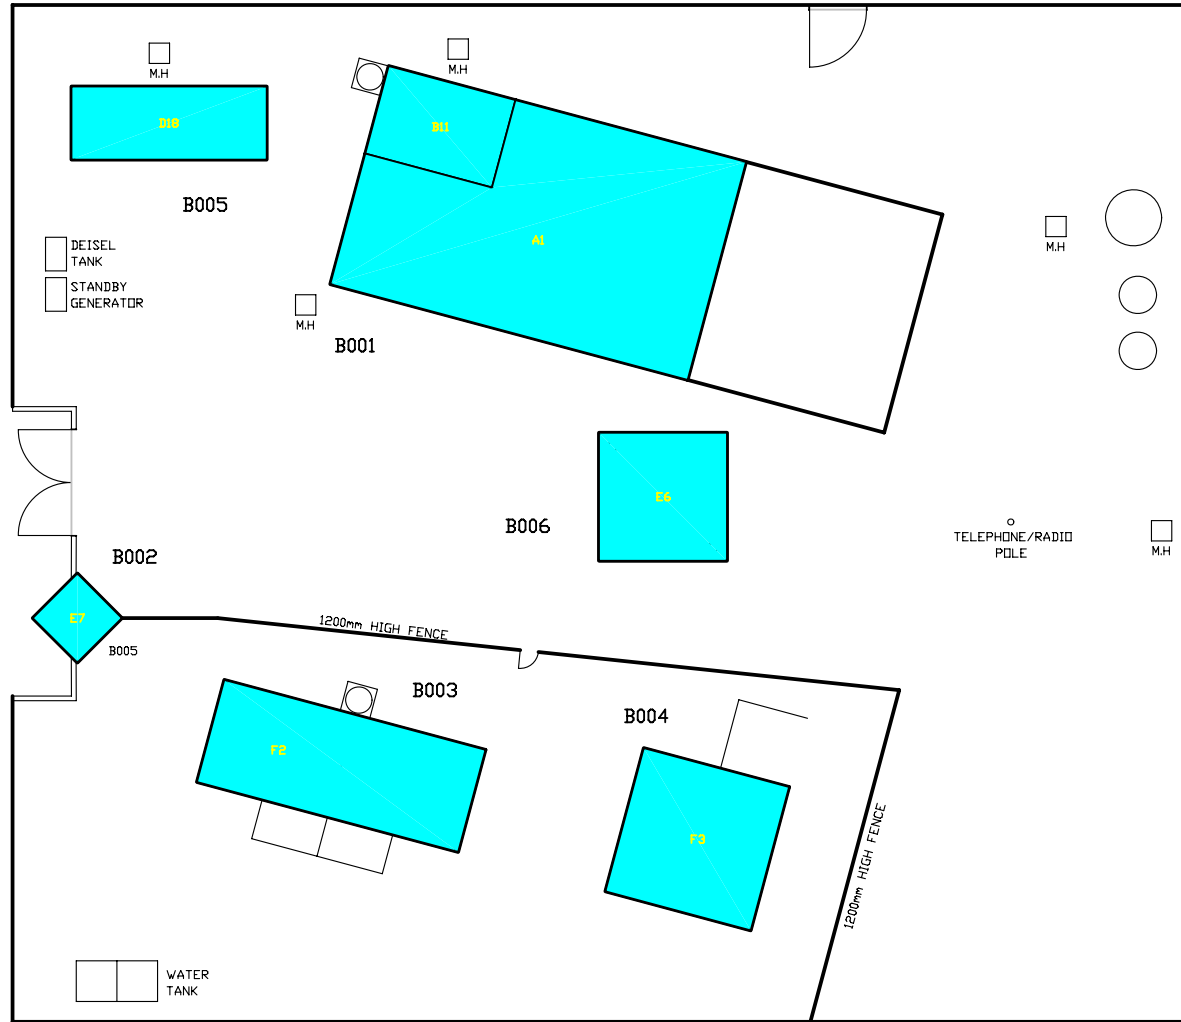 M.H
M.H
D18
B11
B005
A1
M.H
DEISEL
TANK
STANDBY
GENERATOR
M.H
B001
E6
B006
TELEPHONE/RADIO
POLE
M.H
B002
E7
1200mm HIGH FENCE
B005
B003
B004
F2
F3
1200mm HIGH FENCE
WATER
TANK